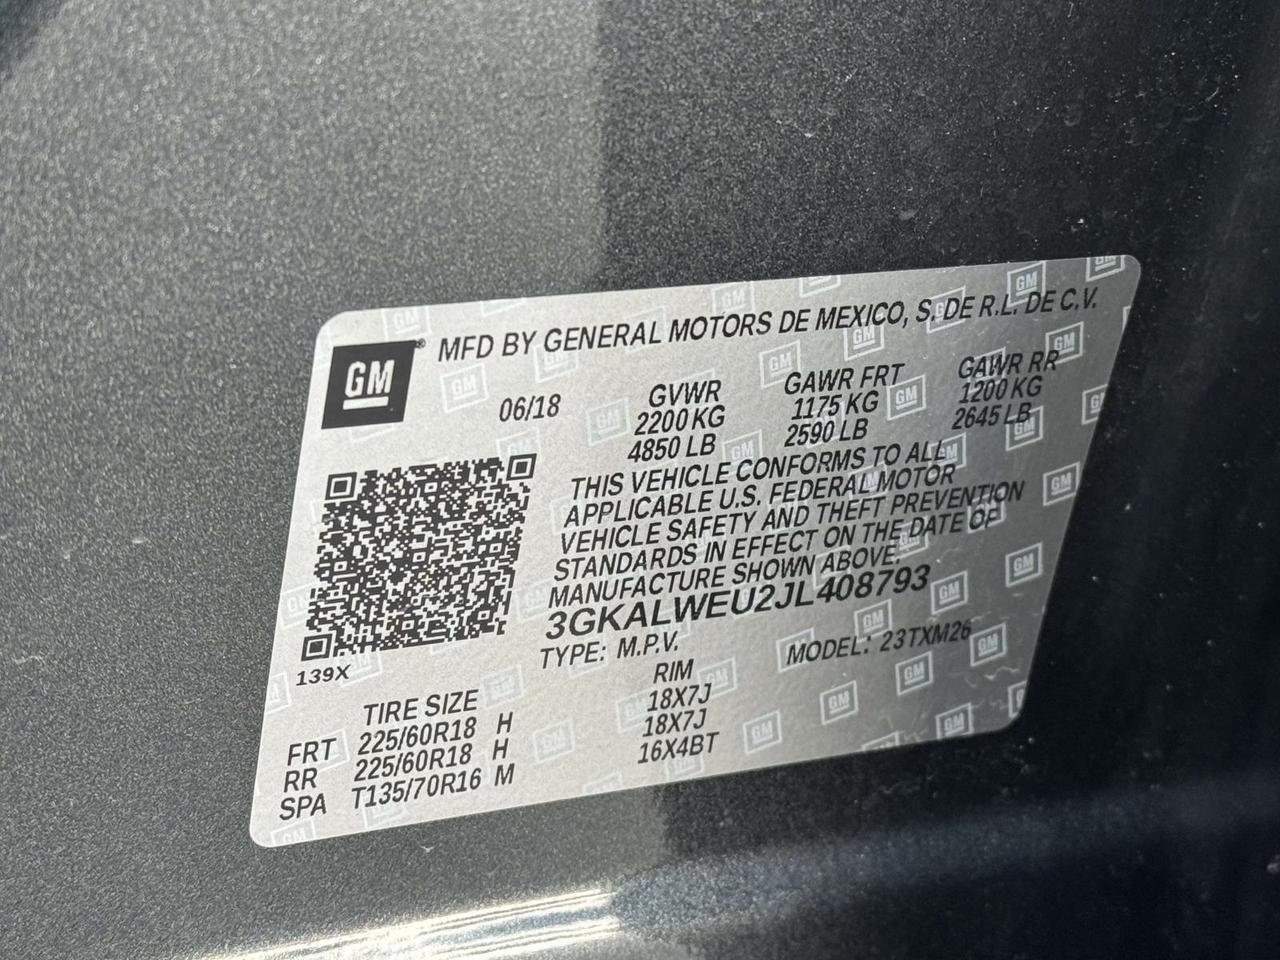 GM® MFD BY GENERAL MOTORS DE MEXICO, S. DE R.L. DE C.V.
06/18 GVWR GAWR FRT GAWR RR
2200 KG 1175 KG 1200 KG
4850 LB 2590 LB 2645 LB
THIS VEHICLE CONFORMS TO ALL
APPLICABLE U.S. FEDERAL MOTOR
VEHICLE SAFETY AND THEFT PREVENTION
STANDARDS IN EFFECT ON THE DATE OF
MANUFACTURE SHOWN ABOVE.
3GKALWEU2JL408793
TYPE: M.P.V. MODEL: 23TXM26
139X
TIRE SIZE RIM
FRT 225/60R18 H 18X7J
RR 225/60R18 H 18X7J
SPA T135/70R16 M 16X4BT